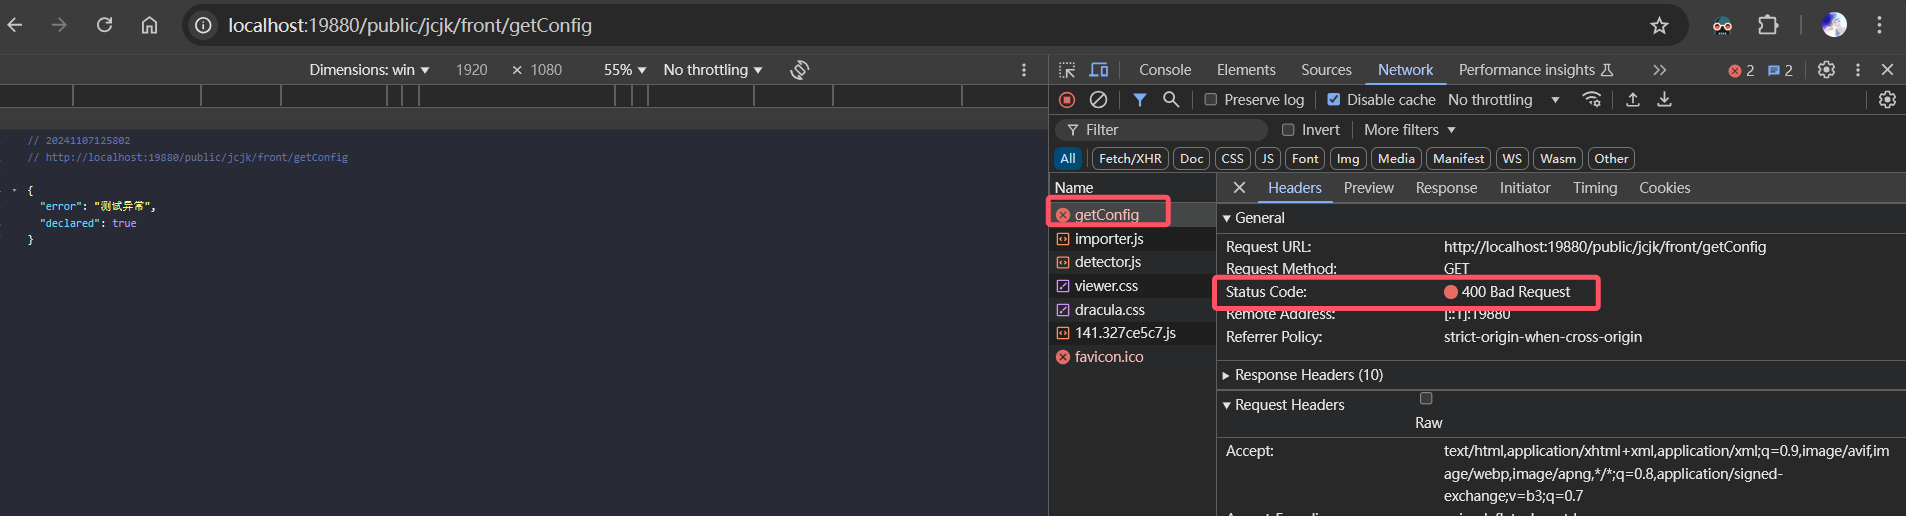 localhost:19880/public/jcjk/front/getConfig
Dimensions: win 1920 × 1080 55% No throttling
Console Elements Sources Network Performance insights 2 2
Preserve log Disable cache No throttling
Filter Invert More filters
All Fetch/XHR Doc CSS JS Font Img Media Manifest WS Wasm Other
// 20241107125802
// http://localhost:19880/public/jcjk/front/getConfig
{
"error": "测试异常",
"declared": true
}
Name
getConfig
importer.js
detector.js
viewer.css
dracula.css
141.327ce5c7.js
favicon.ico
Headers Preview Response Initiator Timing Cookies
General
Request URL: http://localhost:19880/public/jcjk/front/getConfig
Request Method: GET
Status Code: 400 Bad Request
Remote Address: [::1]:19880
Referrer Policy: strict-origin-when-cross-origin
Response Headers (10)
Request Headers
Raw
Accept: text/html,application/xhtml+xml,application/xml;q=0.9,image/avif,im
age/webp,image/apng,*/*;q=0.8,application/signed-
exchange;v=b3;q=0.7